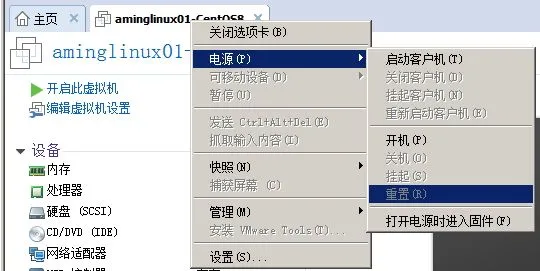 主页
aminglinux01-CentOS8
aminglinux01-
开启此虚拟机
编辑虚拟机设置
设备
内存
处理器
硬盘 (SCSI)
CD/DVD (IDE)
网络适配器
关闭选项卡(B)
电源(P)
可移动设备(D)
暂停(U)
发送 Ctrl+Alt+Del(E)
抓取输入内容(I)
快照(N)
捕获屏幕 (C)
管理(M)
安装 VMware Tools(T)...
设置(S)...
启动客户机(T)
关闭客户机(D)
挂起客户机(N)
重新启动客户机(E)
开机(P)
关机(U)
挂起(S)
重置(R)
打开电源时进入固件(F)